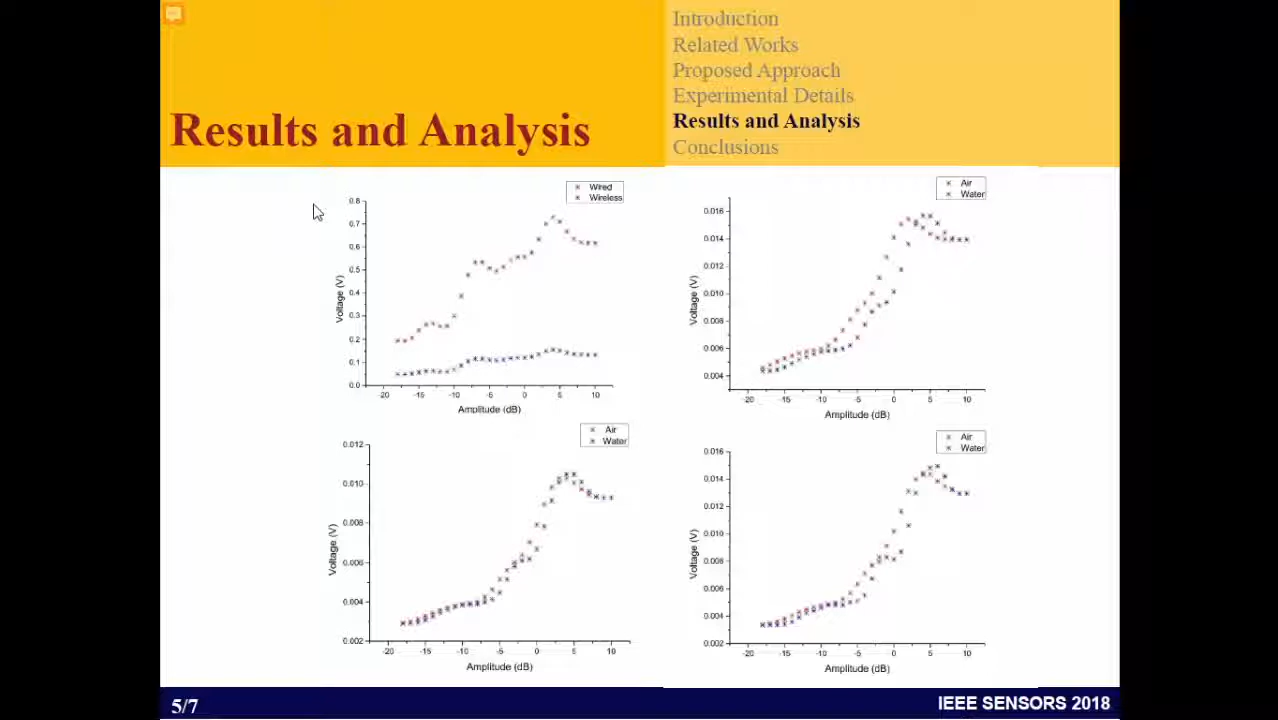 Introduction
Related Works
Proposed Approach
Experimental Details
Results and Analysis
Results and Analysis
Conclusions
Wired
Wireless
0.8
0.7
0.6
0.5
0.4
0.3
0.2
0.1
0.0
Voltage (V)
-20 -15 -10 -5 0 5 10
Amplitude (dB)
Air
Water
0.016
0.014
0.012
0.010
0.008
0.006
0.004
Voltage (V)
-20 -15 -10 -5 0 5 10
Amplitude (dB)
Air
Water
0.012
0.010
0.008
0.006
0.004
0.002
Voltage (V)
-20 -15 -10 -5 0 5 10
Amplitude (dB)
Air
Water
0.016
0.014
0.012
0.010
0.008
0.006
0.004
0.002
Voltage (V)
-20 -15 -10 -5 0 5 10
Amplitude (dB)
5/7
IEEE SENSORS 2018